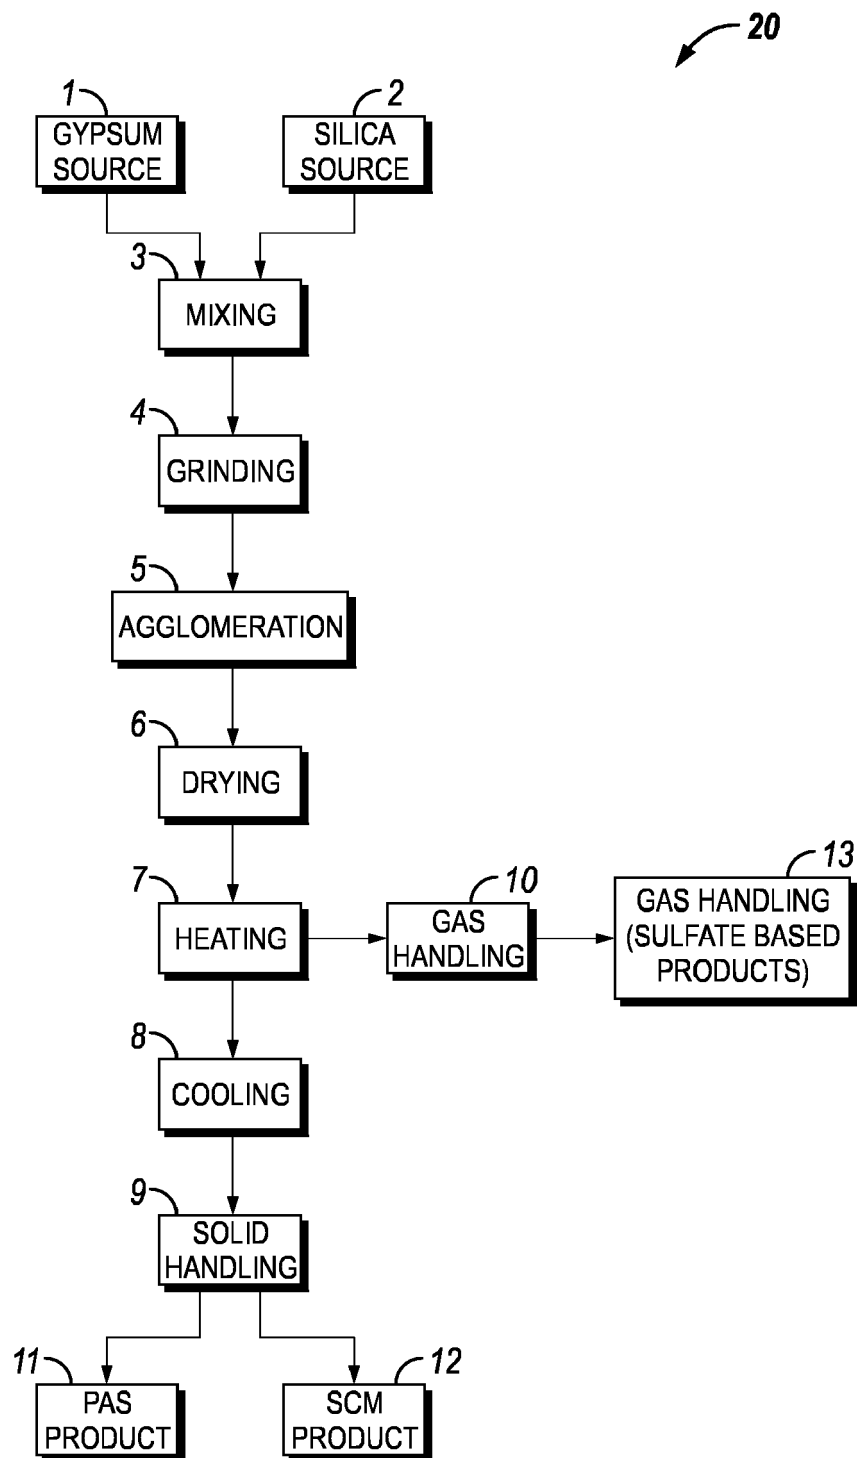 20
1
GYPSUM
SOURCE
2
SILICA
SOURCE
3
MIXING
4
GRINDING
5
AGGLOMERATION
6
DRYING
7
HEATING
10
GAS
HANDLING
13
GAS HANDLING
(SULFATE BASED
PRODUCTS)
8
COOLING
9
SOLID
HANDLING
11
PAS
PRODUCT
12
SCM
PRODUCT